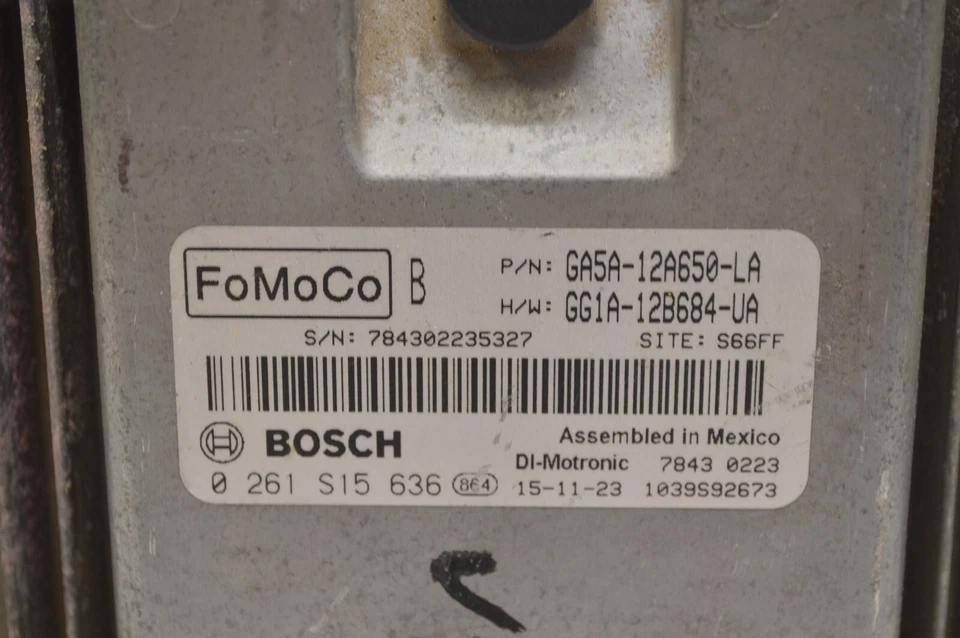 FoMoCo B P/N: GA5A-12A650-LA
H/W: GG1A-12B684-UA
S/N: 784302235327 SITE: S66FF
BOSCH Assembled in Mexico
DI-Motronic 7843 0223
0 261 S15 636 864 15-11-23 1039S92673